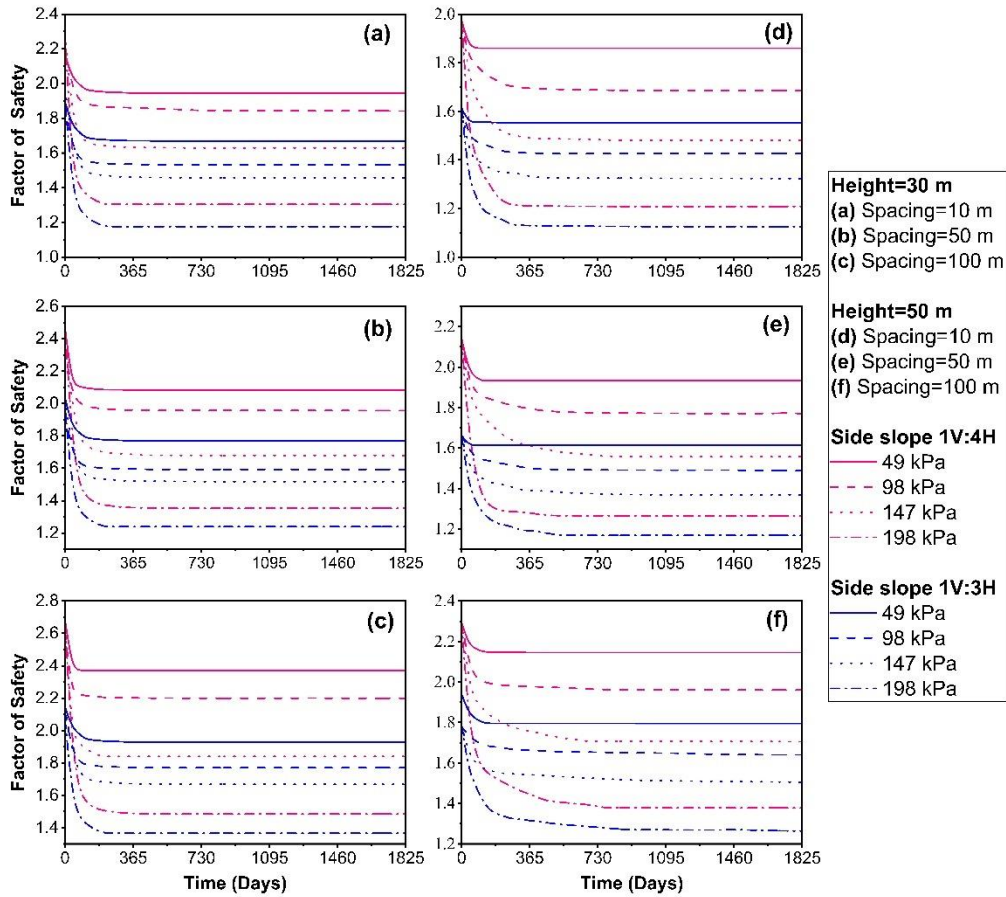 (a)
Factor of Safety
2.4
2.2
2.0
1.8
1.6
1.4
1.2
1.0
0 365 730 1095 1460 1825
(d)
2.0
1.8
1.6
1.4
1.2
1.0
0 365 730 1095 1460 1825
(b)
Factor of Safety
2.6
2.4
2.2
2.0
1.8
1.6
1.4
1.2
0 365 730 1095 1460 1825
(e)
2.2
2.0
1.8
1.6
1.4
1.2
0 365 730 1095 1460 1825
(c)
Factor of Safety
2.8
2.6
2.4
2.2
2.0
1.8
1.6
1.4
0 365 730 1095 1460 1825
Time (Days)
(f)
2.4
2.2
2.0
1.8
1.6
1.4
1.2
0 365 730 1095 1460 1825
Time (Days)
Height=30 m
(a) Spacing=10 m
(b) Spacing=50 m
(c) Spacing=100 m
Height=50 m
(d) Spacing=10 m
(e) Spacing=50 m
(f) Spacing=100 m
Side slope 1V:4H
49 kPa
98 kPa
147 kPa
198 kPa
Side slope 1V:3H
49 kPa
98 kPa
147 kPa
198 kPa